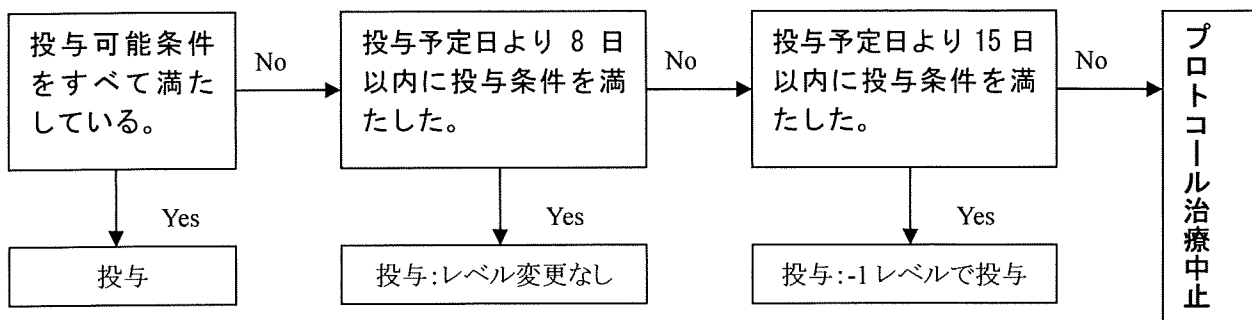 投与可能条件
をすべて満た
している。
No
投与予定日より 8 日
以内に投与条件を満
たした。
No
投与予定日より 15 日
以内に投与条件を満
たした。
No
プロトコール治療中止
Yes
Yes
Yes
投与
投与:レベル変更なし
投与:-1 レベルで投与